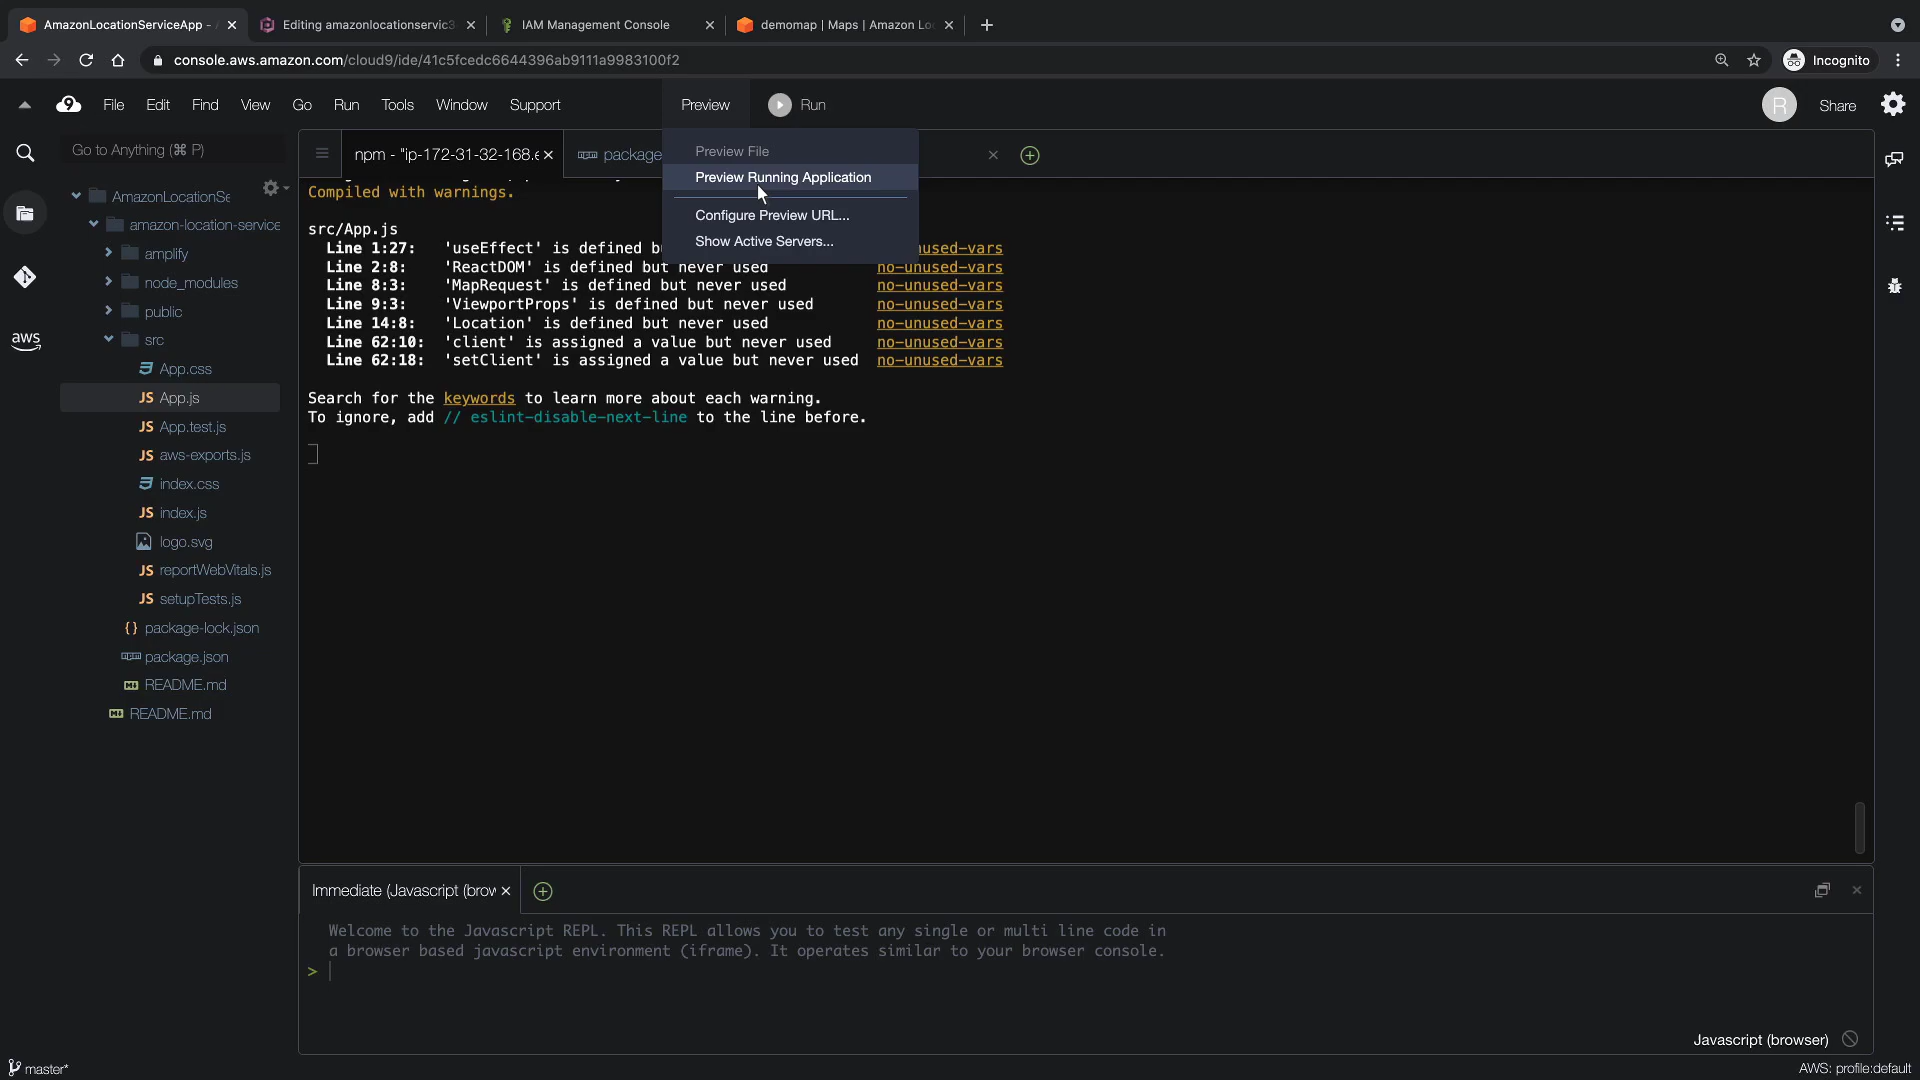 AmazonLocationServiceApp -
Editing amazonlocationservic
IAM Management Console
demomap | Maps | Amazon Lo
console.aws.amazon.com/cloud9/ide/41c5fcedc6644396ab9111a9983100f2
Incognito
9
File Edit Find View Go Run Tools Window Support Preview Run
R
Share
Go to Anything (⌘ P)
npm - "ip-172-31-32-168.e
package
Preview File
Preview Running Application
Configure Preview URL...
Show Active Servers...
AmazonLocationSe
amazon-location-service
amplify
node_modules
public
src
App.css
JS App.js
JS App.test.js
JS aws-exports.js
index.css
JS index.js
logo.svg
JS reportWebVitals.js
JS setupTests.js
{} package-lock.json
package.json
README.md
README.md
aws
Compiled with warnings.
src/App.js
Line 1:27: 'useEffect' is defined b nused-vars
Line 2:8: 'ReactDOM' is defined but never used no-unused-vars
Line 8:3: 'MapRequest' is defined but never used no-unused-vars
Line 9:3: 'ViewportProps' is defined but never used no-unused-vars
Line 14:8: 'Location' is defined but never used no-unused-vars
Line 62:10: 'client' is assigned a value but never used no-unused-vars
Line 62:18: 'setClient' is assigned a value but never used no-unused-vars
Search for the keywords to learn more about each warning.
To ignore, add // eslint-disable-next-line to the line before.
Immediate (Javascript (brow
Welcome to the Javascript REPL. This REPL allows you to test any single or multi line code in
a browser based javascript environment (iframe). It operates similar to your browser console.
>
Javascript (browser)
master*
AWS: profile:default